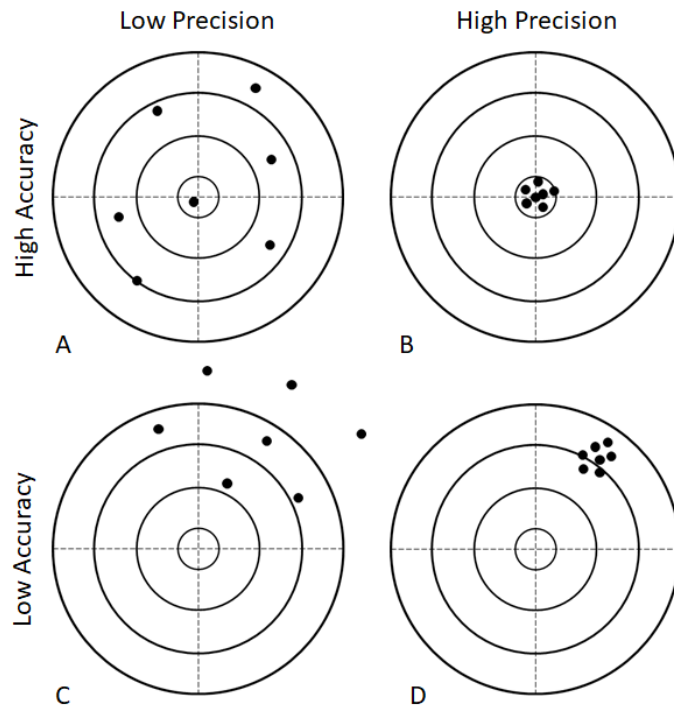 Low Precision
High Precision
High Accuracy
A
B
Low Accuracy
C
D